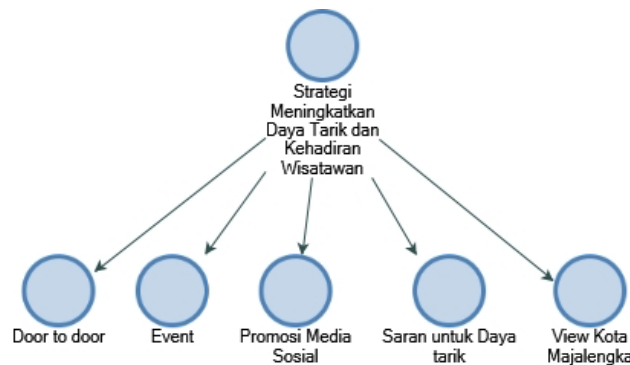 Strategi
Meningkatkan
Daya Tarik dan
Kehadiran
Wisatawan
Door to door
Event
Promosi Media
Sosial
Saran untuk Daya
tarik
View Kota
Majalengka